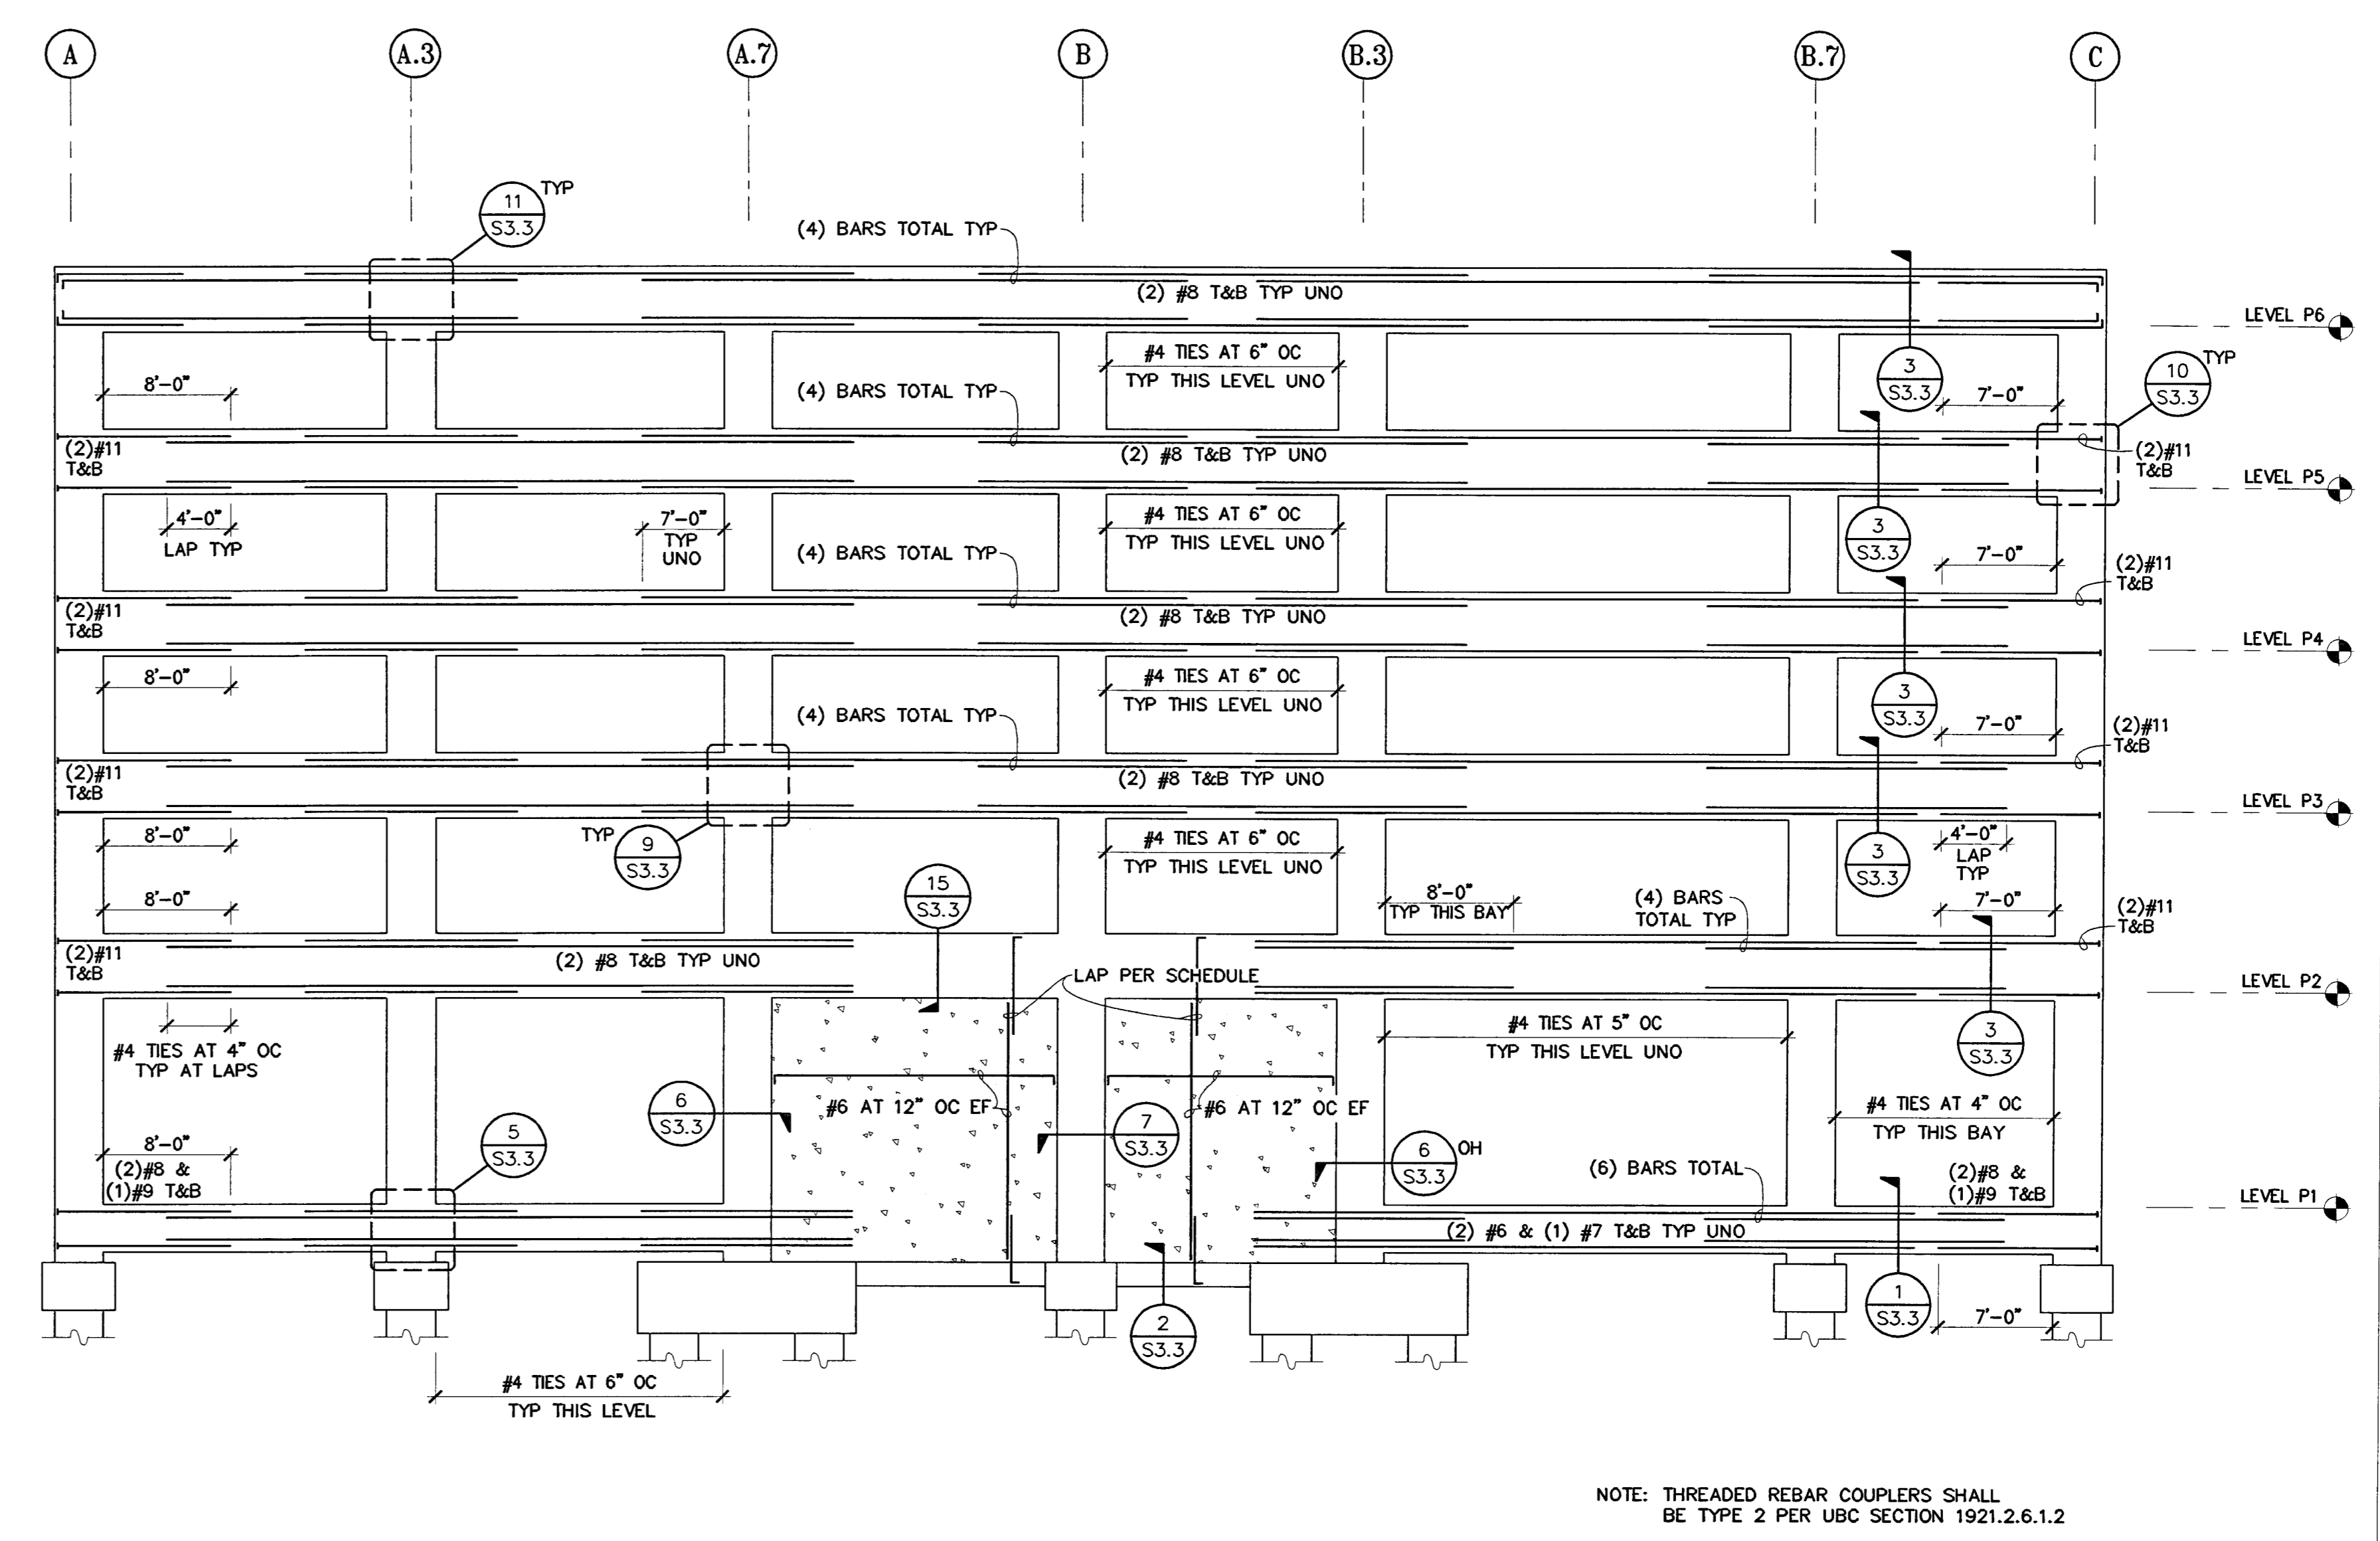 A
A.3
A.7
B
B.3
B.7
C
11
S3.3
TYP
(4) BARS TOTAL TYP
(2) #8 T&B TYP UNO
LEVEL P6
#4 TIES AT 6" OC
TYP THIS LEVEL UNO
8'-0"
(4) BARS TOTAL TYP
3
S3.3
7'-0"
10
S3.3
TYP
(2)#11
T&B
(2) #8 T&B TYP UNO
(2)#11
T&B
LEVEL P5
4'-0"
LAP TYP
7'-0"
TYP
UNO
#4 TIES AT 6" OC
TYP THIS LEVEL UNO
(4) BARS TOTAL TYP
3
S3.3
7'-0"
(2)#11
T&B
(2)#11
T&B
(2) #8 T&B TYP UNO
LEVEL P4
8'-0"
#4 TIES AT 6" OC
TYP THIS LEVEL UNO
(4) BARS TOTAL TYP
3
S3.3
7'-0"
(2)#11
T&B
(2)#11
T&B
(2) #8 T&B TYP UNO
LEVEL P3
8'-0"
TYP
9
S3.3
#4 TIES AT 6" OC
TYP THIS LEVEL UNO
3
S3.3
4'-0"
LAP
TYP
8'-0"
15
S3.3
8'-0"
TYP THIS BAY
(4) BARS
TOTAL TYP
7'-0"
(2)#11
T&B
(2)#11
T&B
(2) #8 T&B TYP UNO
LAP PER SCHEDULE
LEVEL P2
#4 TIES AT 4" OC
TYP AT LAPS
#4 TIES AT 5" OC
TYP THIS LEVEL UNO
3
S3.3
6
S3.3
#6 AT 12" OC EF
#6 AT 12" OC EF
#4 TIES AT 4" OC
TYP THIS BAY
5
S3.3
7
S3.3
8'-0"
(2)#8 &
(1)#9 T&B
6
S3.3
OH
(6) BARS TOTAL
(2)#8 &
(1)#9 T&B
LEVEL P1
(2) #6 & (1) #7 T&B TYP UNO
1
S3.3
7'-0"
2
S3.3
#4 TIES AT 6" OC
TYP THIS LEVEL
NOTE: THREADED REBAR COUPLERS SHALL
BE TYPE 2 PER UBC SECTION 1921.2.6.1.2